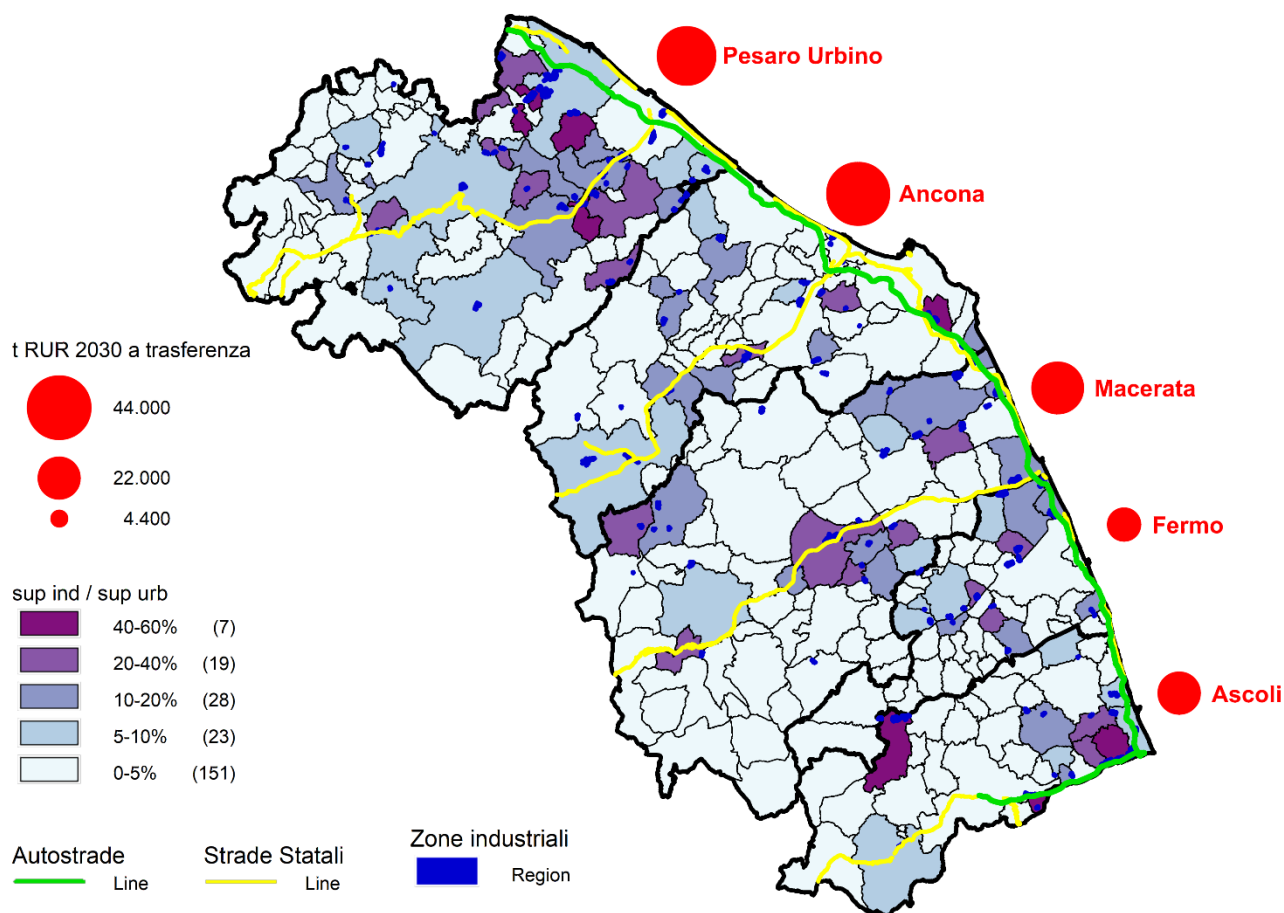 Pesaro Urbino
Ancona
Macerata
Fermo
Ascoli
t RUR 2030 a trasferenza
44.000
22.000
4.400
sup ind / sup urb
40-60% (7)
20-40% (19)
10-20% (28)
5-10% (23)
0-5% (151)
Autostrade
Line
Strade Statali
Line
Zone industriali
Region